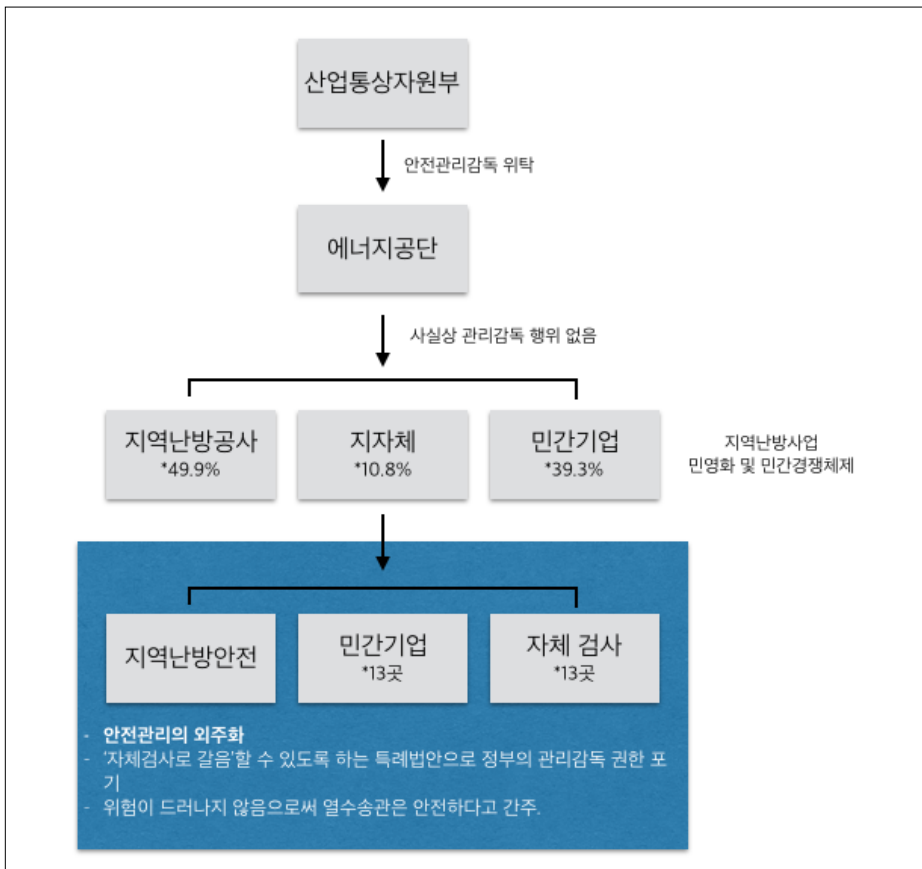 산업통상자원부
안전관리감독 위탁
에너지공단
사실상 관리감독 행위 없음
지역난방공사
*49.9%
지자체
*10.8%
민간기업
*39.3%
지역난방사업
민영화 및 민간경쟁체제
지역난방안전
민간기업
*13곳
자체 검사
*13곳
- 안전관리의 외주화
- ‘자체검사로 갈음’할 수 있도록 하는 특례법안으로 정부의 관리감독 권한 포
기
- 위험이 드러나지 않음으로써 열수송관은 안전하다고 간주.